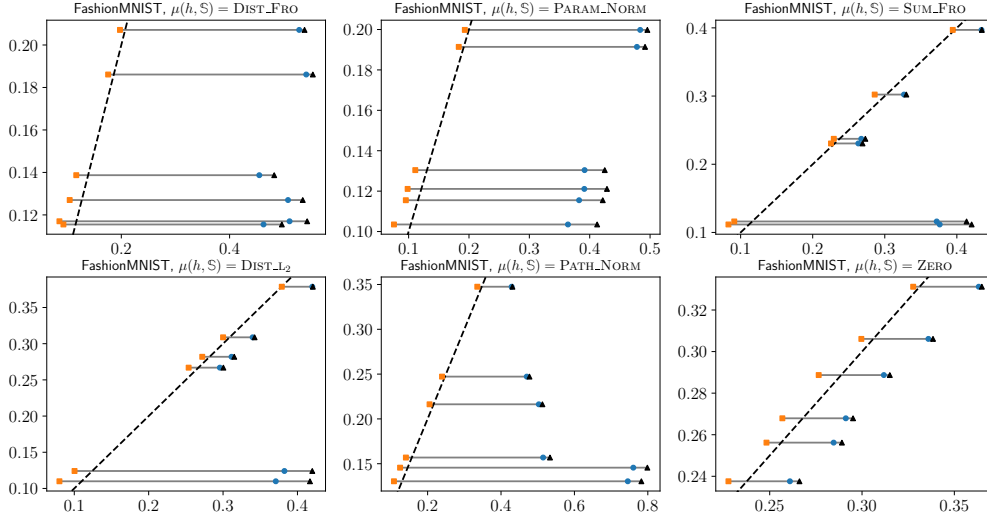 FashionMNIST, μ(h, 𝕊) = DIST_FRO
0.20
0.18
0.16
0.14
0.12
0.2 0.4
FashionMNIST, μ(h, 𝕊) = PARAM_NORM
0.20
0.18
0.16
0.14
0.12
0.10
0.1 0.2 0.3 0.4 0.5
FashionMNIST, μ(h, 𝕊) = SUM_FRO
0.4
0.3
0.2
0.1
0.1 0.2 0.3 0.4
FashionMNIST, μ(h, 𝕊) = DIST_L₂
0.35
0.30
0.25
0.20
0.15
0.10
0.1 0.2 0.3 0.4
FashionMNIST, μ(h, 𝕊) = PATH_NORM
0.35
0.30
0.25
0.20
0.15
0.2 0.4 0.6 0.8
FashionMNIST, μ(h, 𝕊) = ZERO
0.32
0.30
0.28
0.26
0.24
0.25 0.30 0.35